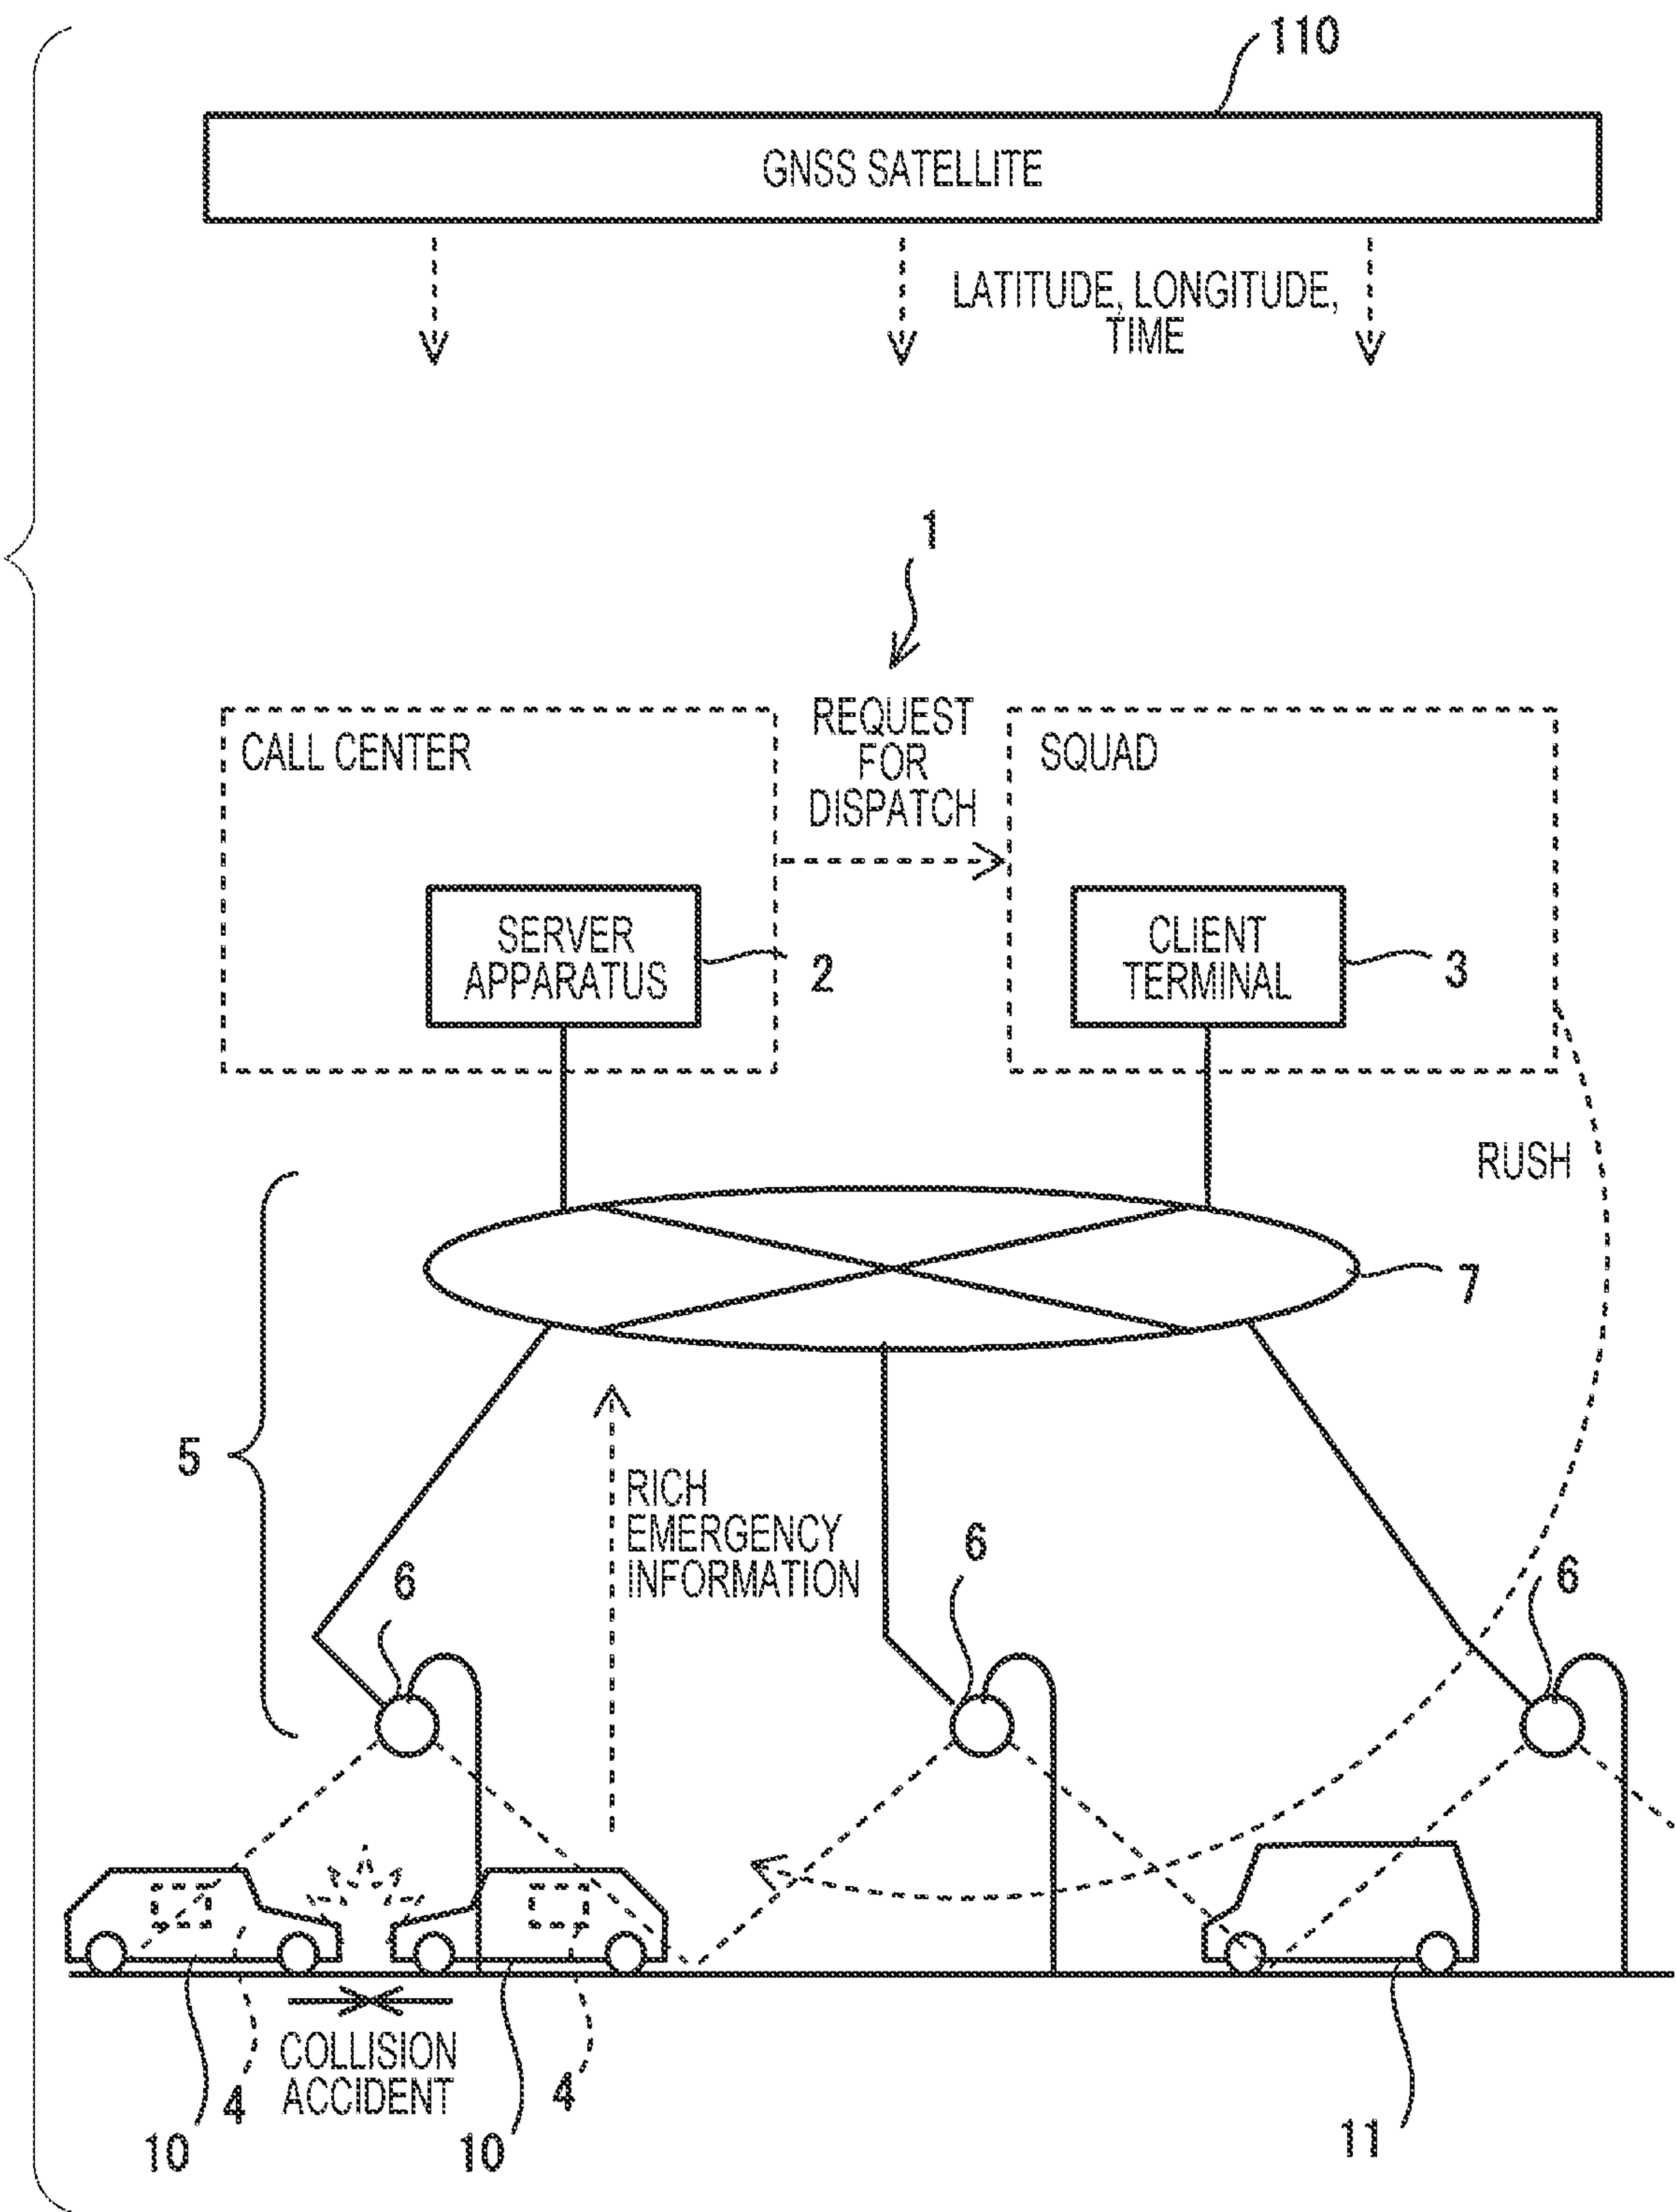 110
GNSS SATELLITE
LATITUDE, LONGITUDE,
TIME
1
CALL CENTER
REQUEST
FOR
DISPATCH
SQUAD
SERVER
APPARATUS
2
CLIENT
TERMINAL
3
RUSH
7
5
RICH
EMERGENCY
INFORMATION
6
6
6
COLLISION
ACCIDENT
4
4
10
10
11